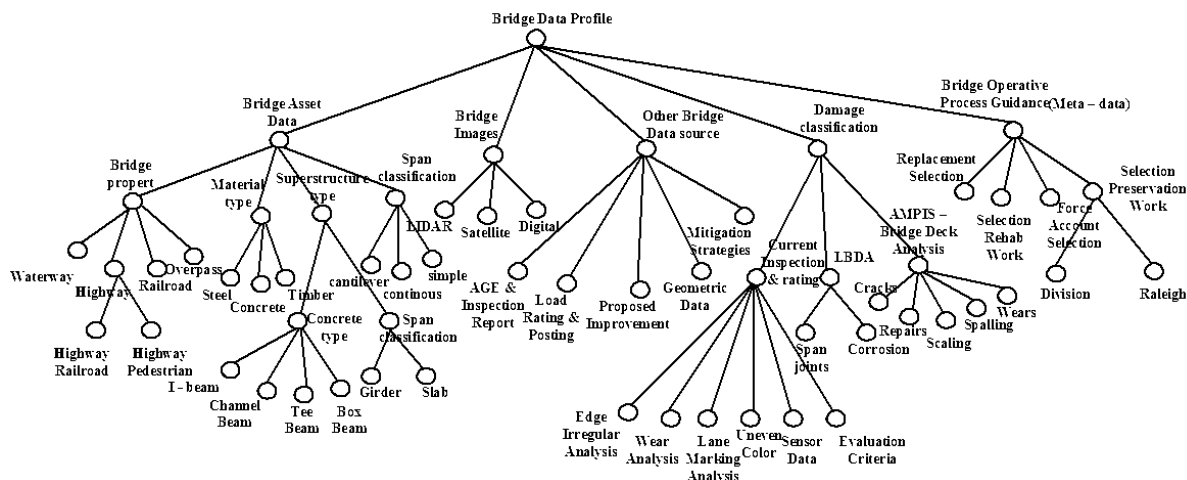 Bridge Data Profile
Bridge Asset
Data
Bridge
Images
Other Bridge
Data source
Damage
classification
Bridge Operative
Process Guidance(Meta – data)
Bridge
propert
Material
type
Superstructure
type
Span
classification
LIDAR
Satellite
Digital
Mitigation
Strategies
Current
Inspection
& rating
LBDA
AMPIS –
Bridge Deck
Analysis
Replacement
Selection
Selection
Rehab
Work
Force
Account
Selection
Selection
Preservation
Work
Waterway
Highway
Railroad
Overpass
Steel
Concrete
Timber
cantilever
continous
simple
AGE &
Inspection
Report
Load
Rating &
Posting
Proposed
Improvement
Geometric
Data
Cracks
Repairs
Scaling
Spalling
Wears
Division
Raleigh
Highway
Railroad
Highway
Pedestrian
Concrete
type
Span
classification
Span
joints
Corrosion
I – beam
Channel
Beam
Tee
Beam
Box
Beam
Girder
Slab
Edge
Irregular
Analysis
Wear
Analysis
Lane
Marking
Analysis
Uneven
Color
Sensor
Data
Evaluation
Criteria